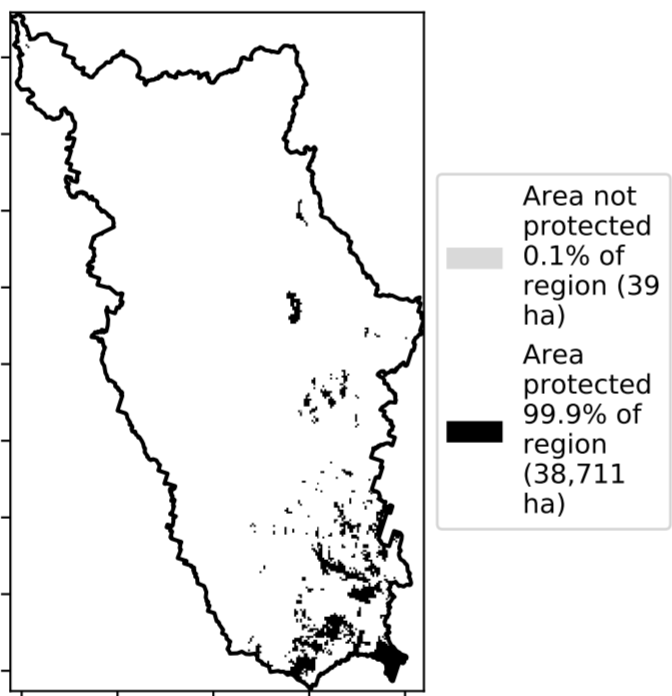 Area not
protected
0.1% of
region (39
ha)
Area
protected
99.9% of
region
(38,711
ha)